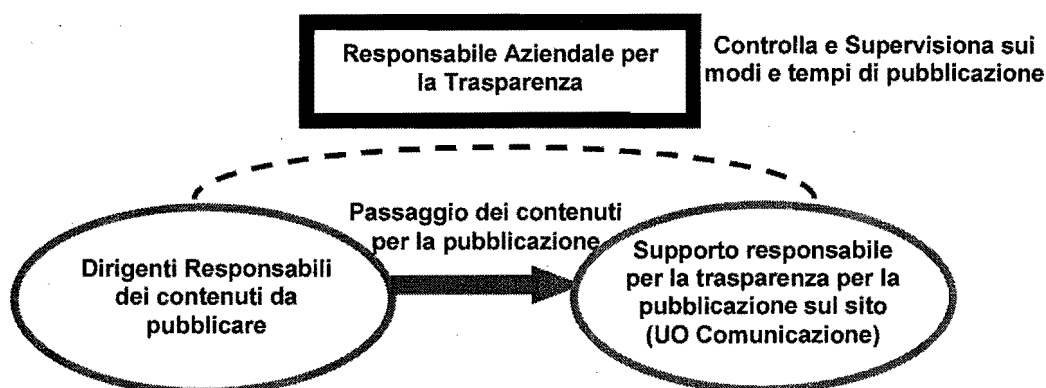 Responsabile Aziendale per
la Trasparenza
Controlla e Supervisiona sui
modi e tempi di pubblicazione
Passaggio dei contenuti
per la pubblicazione
Dirigenti Responsabili
dei contenuti da
pubblicare
Supporto responsabile
per la trasparenza per la
pubblicazione sul sito
(UO Comunicazione)